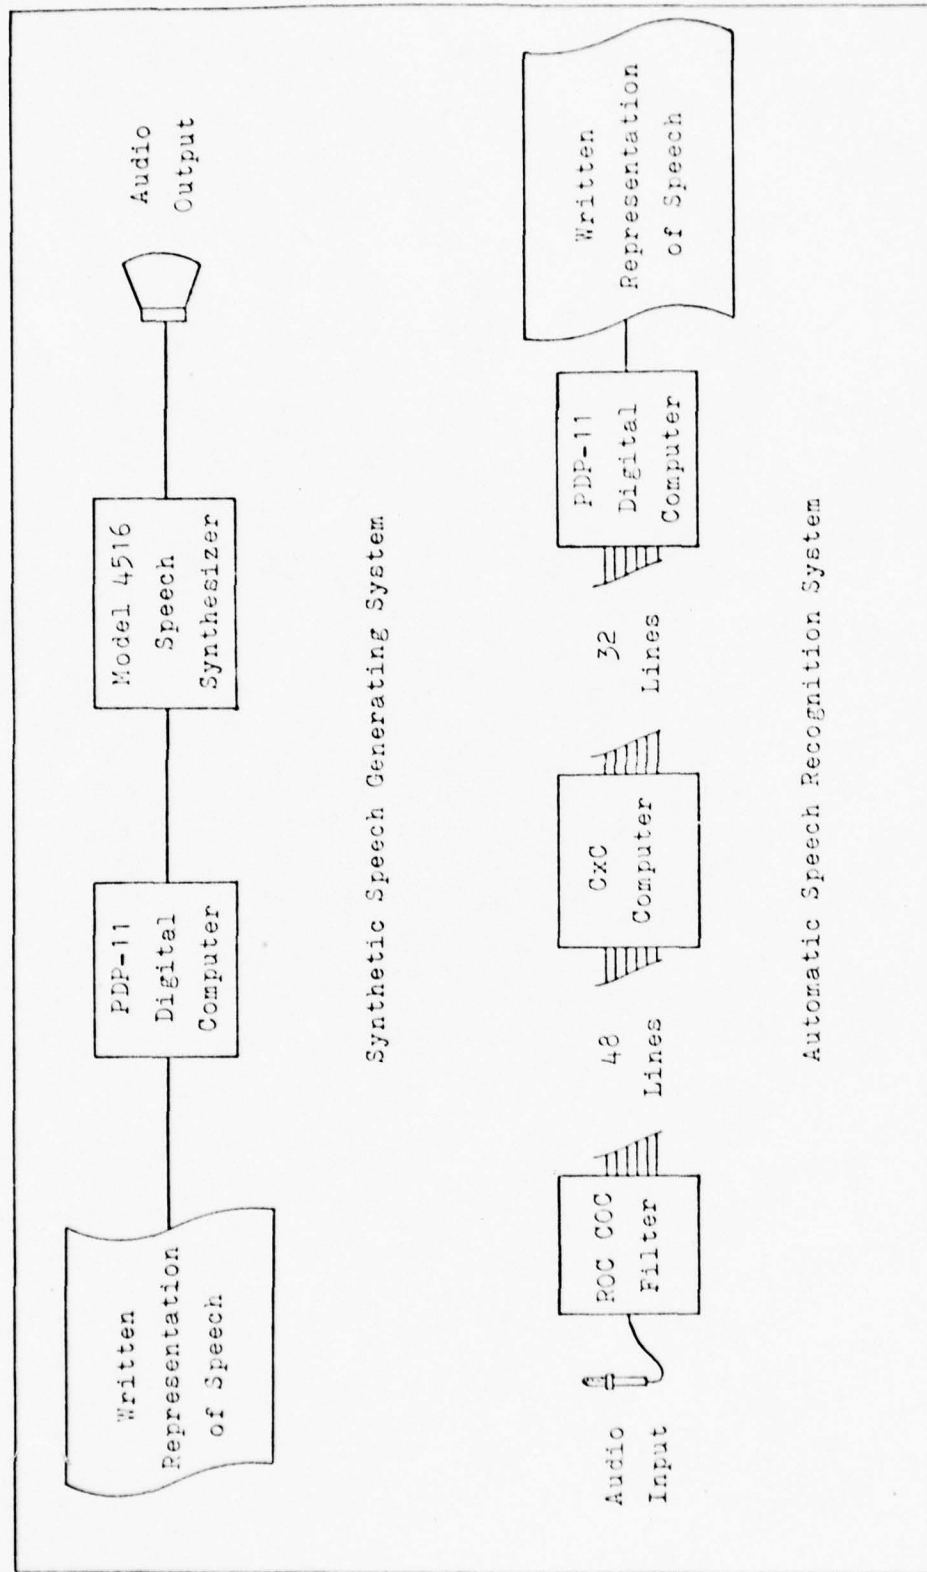 Written
Representation
of Speech
PDP-11
Digital
Computer
Model 4516
Speech
Synthesizer
Audio
Output
Synthetic Speech Generating System
Audio
Input
ROC COC
Filter
48
Lines
CxC
Computer
32
Lines
PDP-11
Digital
Computer
Written
Representation
of Speech
Automatic Speech Recognition System